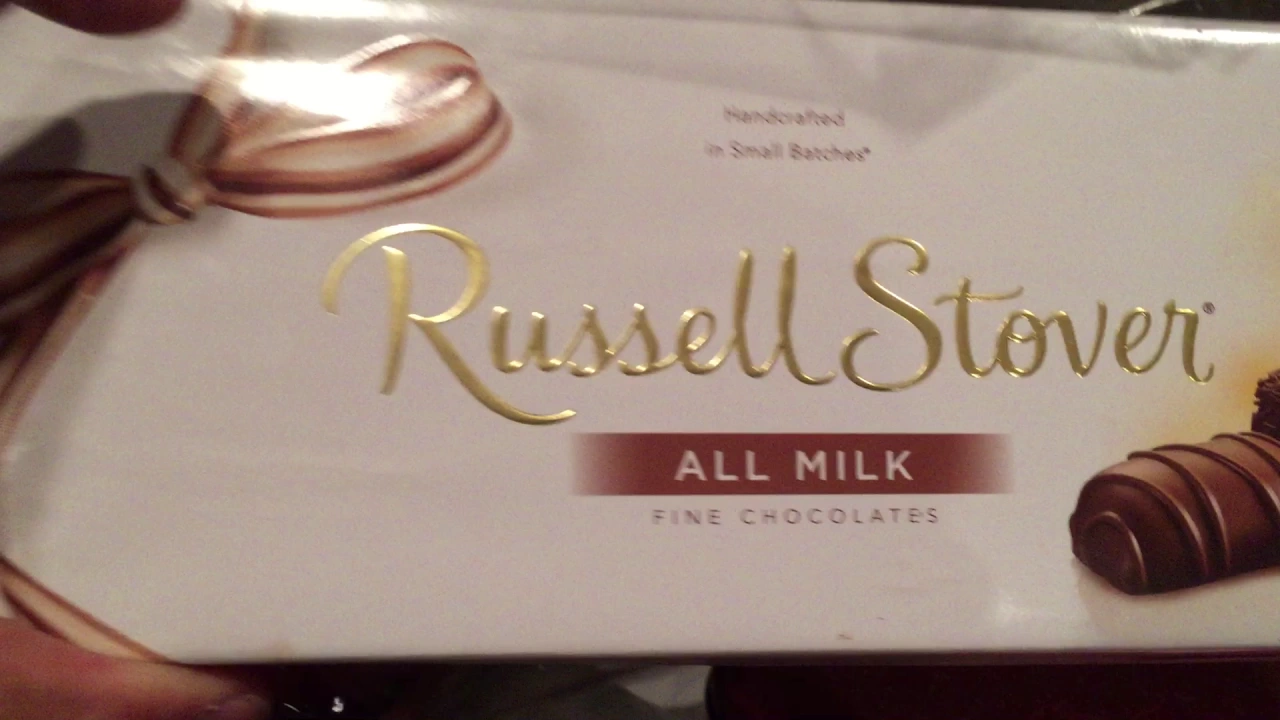 Handcrafted
in Small Batches*
Russell Stover®
ALL MILK
FINE CHOCOLATES